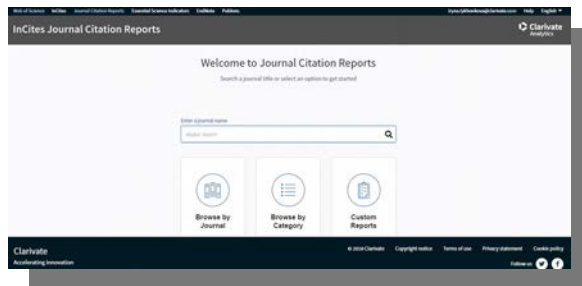 Web of Science InCites Journal Citation Reports Essential Science Indicators EndNote Publons Help English
InCites Journal Citation Reports
Clarivate
Analytics
Welcome to Journal Citation Reports
Search a journal title or select an option to get started
Enter a journal name
Master Search
Browse by
Journal
Browse by
Category
Custom
Reports
Clarivate
Accelerating innovation
© 2018 Clarivate Copyright notice Terms of use Privacy statement Cookie policy
Follow us